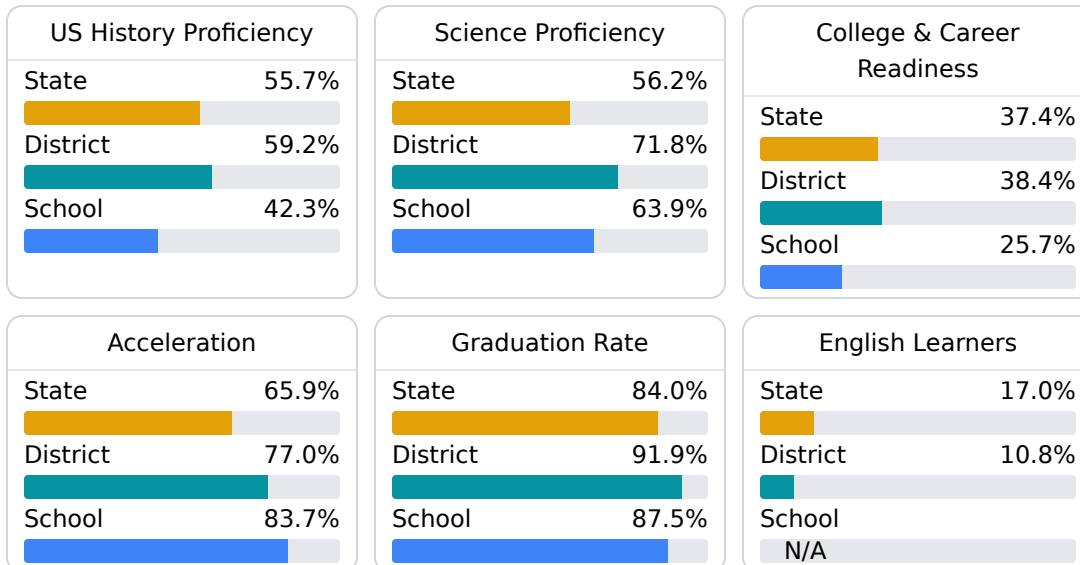 US History Proficiency
State 55.7%
District 59.2%
School 42.3%
Science Proficiency
State 56.2%
District 71.8%
School 63.9%
College & Career
Readiness
State 37.4%
District 38.4%
School 25.7%
Acceleration
State 65.9%
District 77.0%
School 83.7%
Graduation Rate
State 84.0%
District 91.9%
School 87.5%
English Learners
State 17.0%
District 10.8%
School
N/A